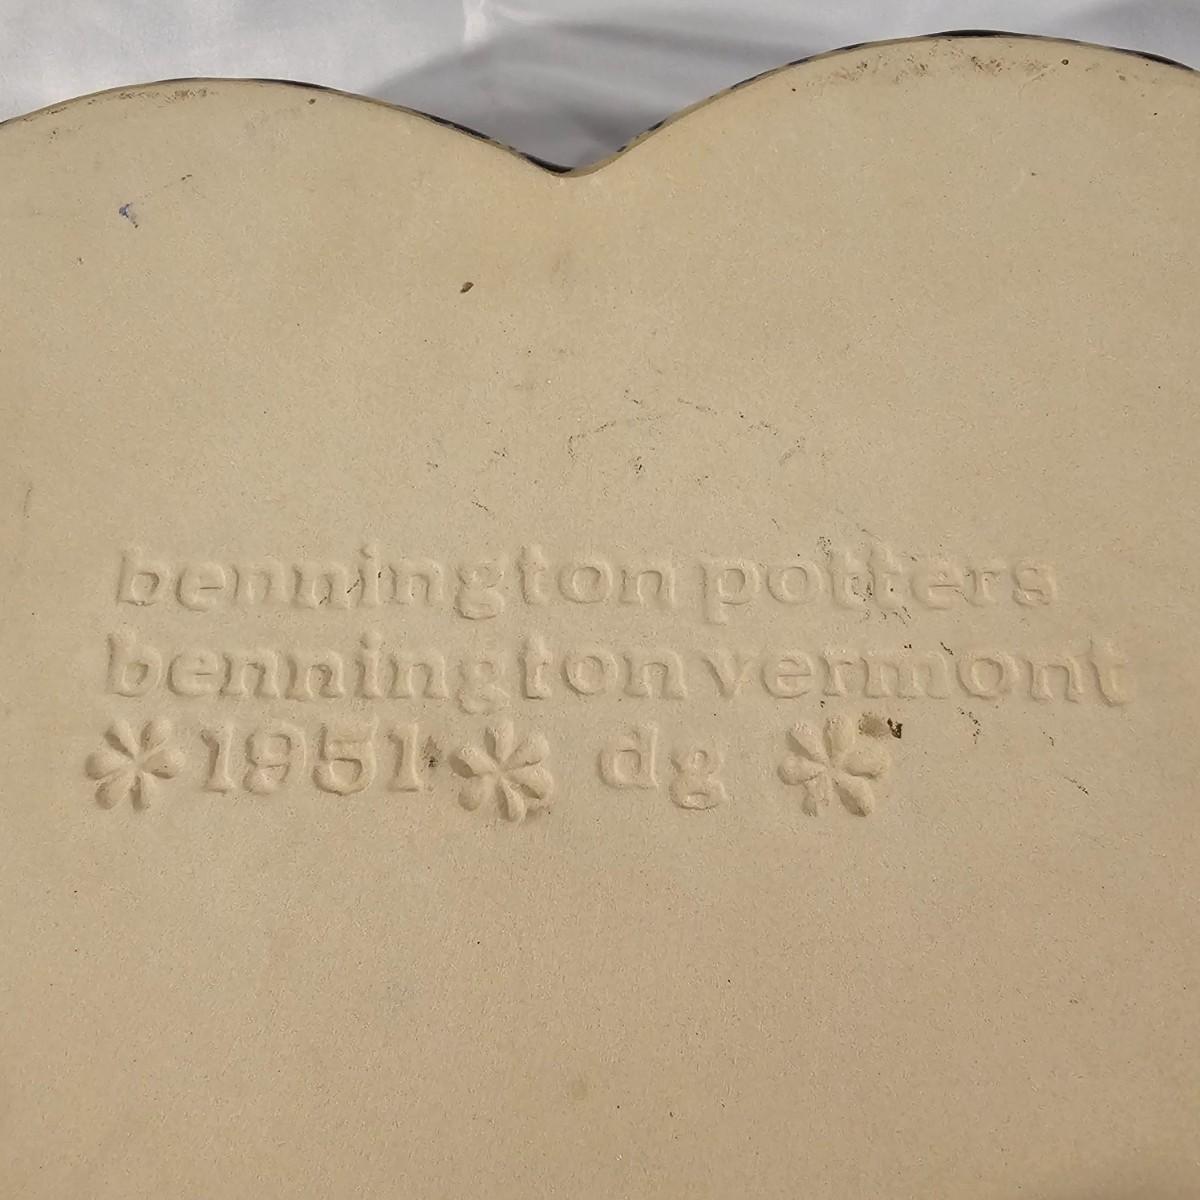 bennington potters
bennington vermont
*1951* dg *